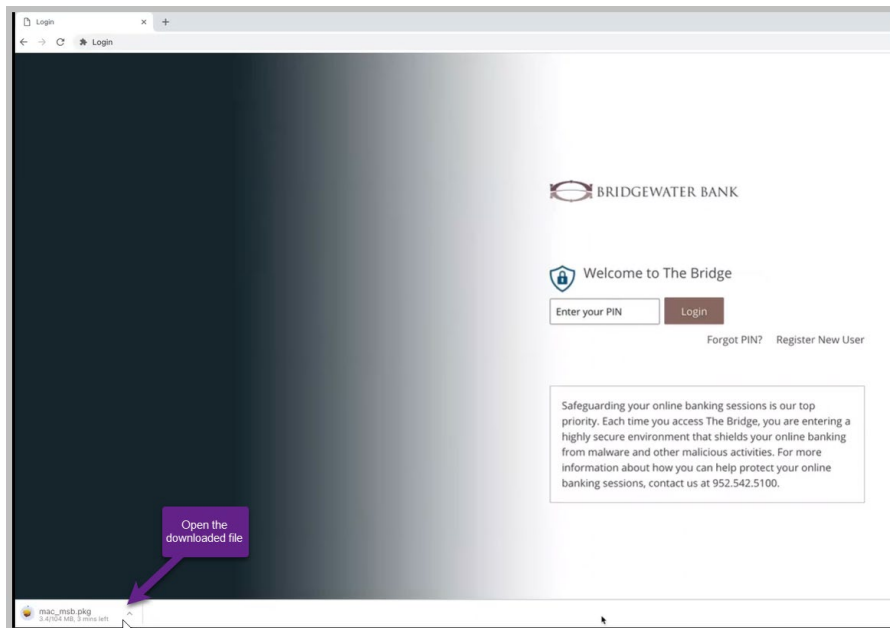 Login
Login
BRIDGEWATER BANK
Welcome to The Bridge
Enter your PIN
Login
Forgot PIN? Register New User
Safeguarding your online banking sessions is our top
priority. Each time you access The Bridge, you are entering a
highly secure environment that shields your online banking
from malware and other malicious activities. For more
information about how you can help protect your online
banking sessions, contact us at 952.542.5100.
Open the
downloaded file
mac_msb.pkg
3.4/104 MB, 3 mins left